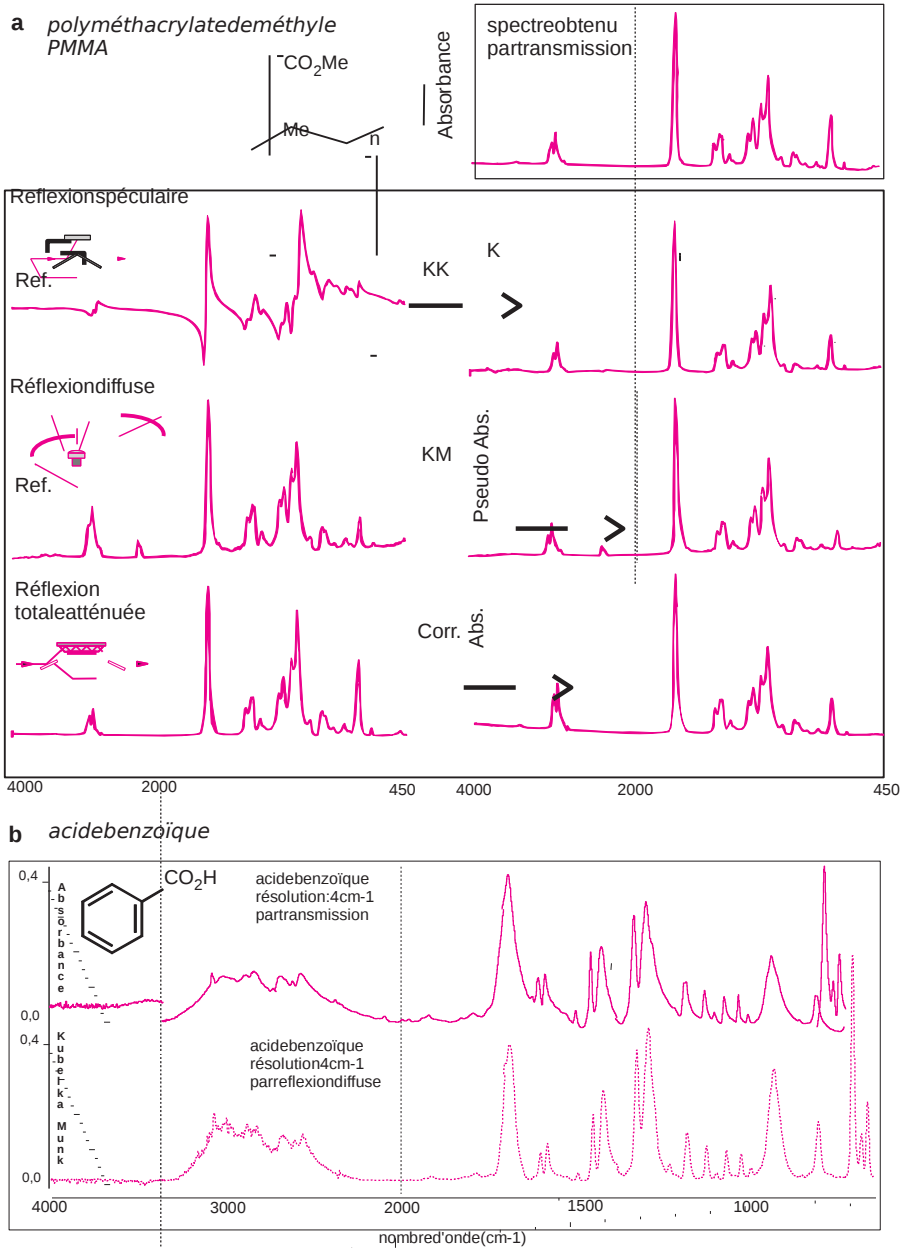 a polyméthacrylatedeméthyle
PMMA
CO2Me
Me
n
Absorbance
spectreobtenu
partransmission
Reflexionspéculaire
Ref.
KK
K
Réflexiondiffuse
Ref.
KM
Pseudo Abs.
Réflexion
totaleatténuée
Corr.
Abs.
4000 2000 450 4000 2000 450
b acidebenzoïque
0,4
Absorbance
0,0
CO2H
acidebenzoïque
résolution:4cm-1
partransmission
0,4
Kubelka Munk
0,0
acidebenzoïque
résolution4cm-1
parreflexiondiffuse
4000 3000 2000 1500 1000
nombred'onde(cm-1)